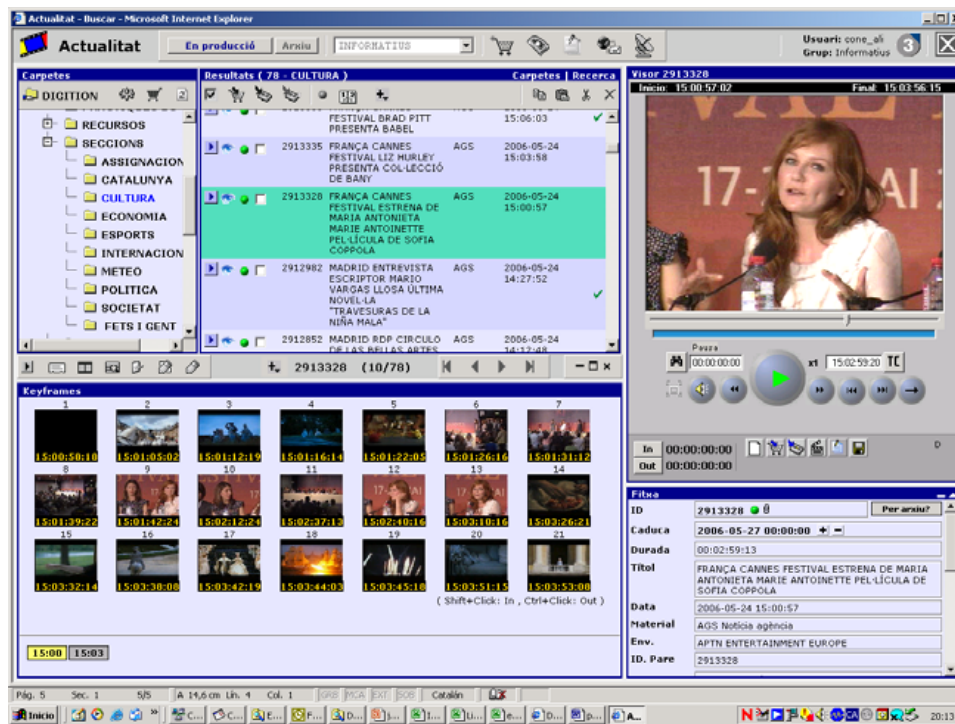 Actualitat - Buscar - Microsoft Internet Explorer
Actualitat
En producció
Arxiu
INFORMATIUS
Usuari: cone_ali
Grup: Informatius
3
Carpetes
DIGITION
RECURSOS
SECCIONS
ASSIGNACION
CATALUNYA
CULTURA
ECONOMIA
ESPORTS
INTERNACION
METEO
POLITICA
SOCIETAT
FETS I GENT
Resultats ( 78 - CULTURA )
Carpetes | Recerca
FESTIVAL BRAD PITT 15:06:03
PRESENTA BABEL
2913335 FRANÇA CANNES AGS 2006-05-24
FESTIVAL LIZ HURLEY 15:03:58
PRESENTA COL·LECCIÓ
DE BANY
2913328 FRANÇA CANNES AGS 2006-05-24
FESTIVAL ESTRENA DE 15:00:57
MARIA ANTONIETA
MARIE ANTOINETTE
PEL·LÍCULA DE SOFIA
COPPOLA
2912982 MADRID ENTREVISTA AGS 2006-05-24
ESCRIPTOR MARIO 14:27:52
VARGAS LLOSA ÚLTIMA
NOVEL·LA
"TRAVESURAS DE LA
NIÑA MALA"
2912852 MADRID RDP CIRCULO AGS 2006-05-24
DE LAS BELLAS ARTES 14:12:48
2913328 (10/78)
Visor 2913328
Inicio: 15:00:57:02 Final: 15:03:56:15
Pausa
00:00:00:00
x1
15:02:59:20
TC
In 00:00:00:00
Out 00:00:00:00
D
Keyframes
1 2 3 4 5 6 7
15:00:58:10 15:01:05:02 15:01:12:19 15:01:16:14 15:01:22:05 15:01:26:16 15:01:31:12
8 9 10 11 12 13 14
15:01:39:22 15:01:42:24 15:02:12:24 15:02:37:13 15:02:40:16 15:03:10:16 15:03:26:21
15 16 17 18 19 20 21
15:03:32:14 15:03:38:08 15:03:42:19 15:03:44:03 15:03:45:18 15:03:51:15 15:03:53:08
( Shift+Click: In , Ctrl+Click: Out )
15:00 15:03
Fitxa
ID 2913328 Per arxiu?
Caduca 2006-05-27 00:00:00
Durada 00:02:59:13
Títol FRANÇA CANNES FESTIVAL ESTRENA DE MARIA
ANTONIETA MARIE ANTOINETTE PEL·LÍCULA DE
SOFIA COPPOLA
Data 2006-05-24 15:00:57
Material AGS Notícia agència
Env. APTN ENTERTAINMENT EUROPE
ID. Pare 2913328
Pág. 5 Sec. 1 5/5 A 14,6 cm Lín. 4 Col. 1 GRB MCA EXT SOB Catalán
Inicio
CA
20:13